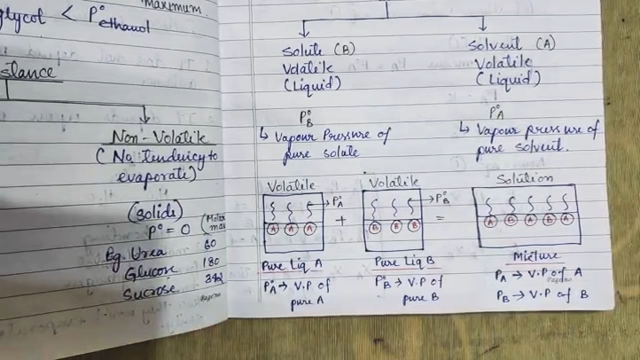 glycol < P°ethanol
maximum
stance
Non-Volatile
(No tendency to
evaporate)
(solids)
P° = 0
Eg. Urea 60
Glucose 180
Sucrose 342
Solute (B)
Volatile
(Liquid)
P°B
↳ Vapour Pressure of
pure solute
Solvent (A)
Volatile
(Liquid)
P°A
↳ Vapour pressure of
pure solvent.
Volatile
P°A
A A A
+
Volatile
P°B
B B B
=
Solution
A B A B A
Pure Liq A
P°A → V.P of
pure A
Pure Liq B
P°B → V.P of
pure B
Mixture
PA → V.P of A
PB → V.P of B